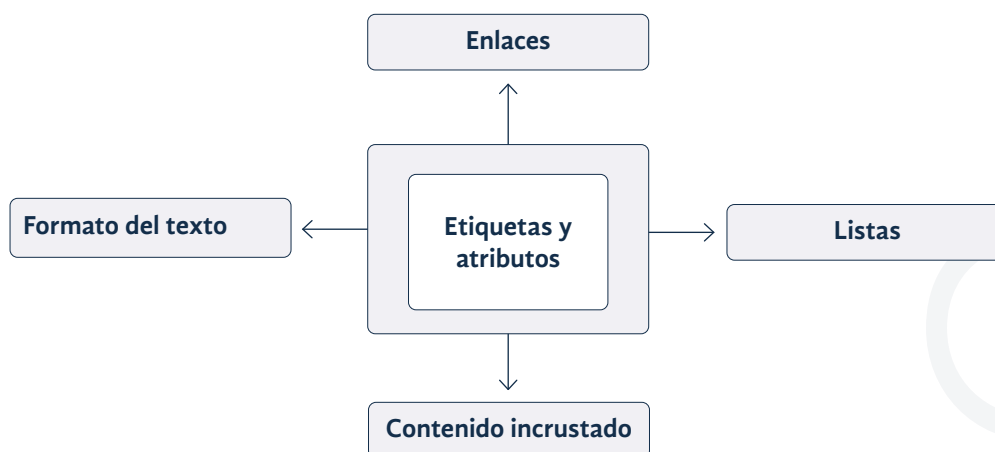 Enlaces
Formato del texto
Etiquetas y
atributos
Listas
Contenido incrustado